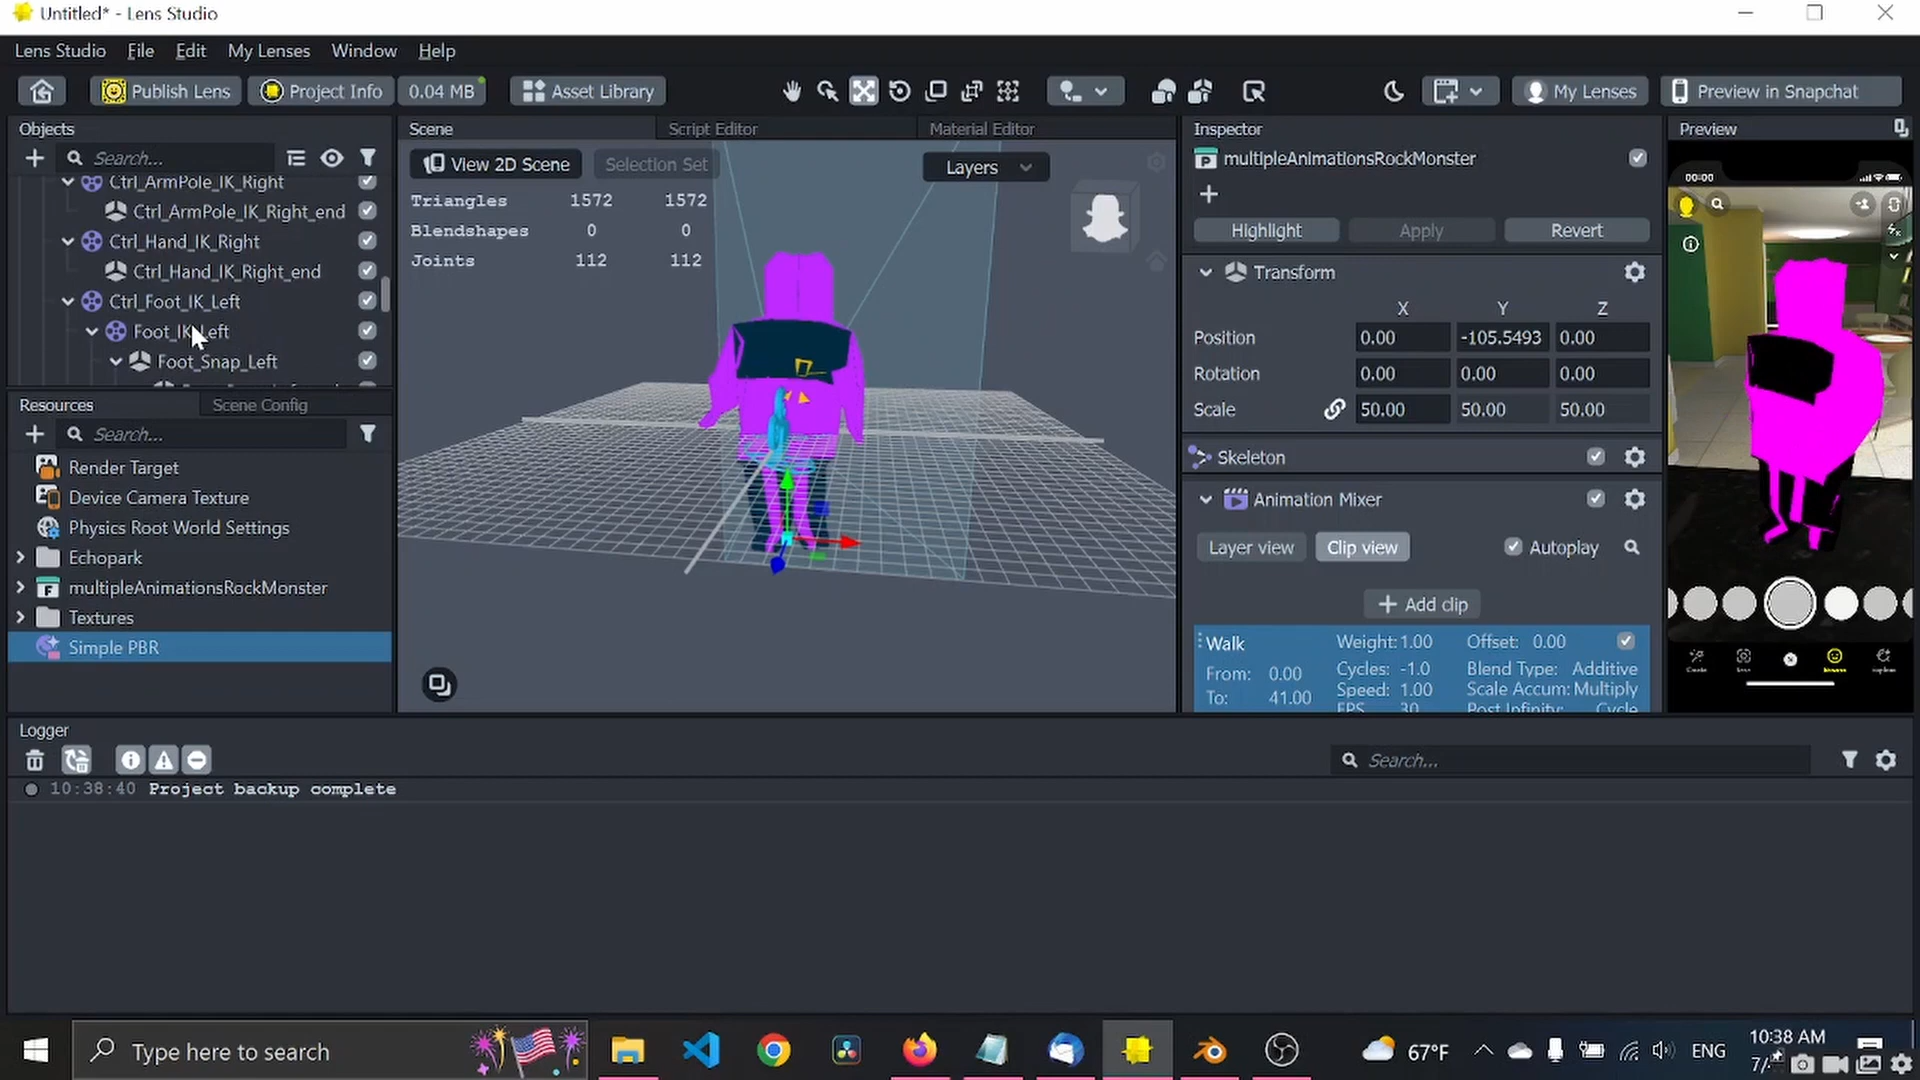 Untitled* - Lens Studio
Lens Studio File Edit My Lenses Window Help
Publish Lens Project Info 0.04 MB Asset Library My Lenses Preview in Snapchat
Objects
Search...
Ctrl_ArmPole_IK_Right
Ctrl_ArmPole_IK_Right_end
Ctrl_Hand_IK_Right
Ctrl_Hand_IK_Right_end
Ctrl_Foot_IK_Left
Foot_IK_Left
Foot_Snap_Left
Resources Scene Config
Search...
Render Target
Device Camera Texture
Physics Root World Settings
Echopark
multipleAnimationsRockMonster
Textures
Simple PBR
Scene Script Editor Material Editor
View 2D Scene Selection Set Layers
Triangles 1572 1572
Blendshapes 0 0
Joints 112 112
Inspector
multipleAnimationsRockMonster
Highlight Apply Revert
Transform
X Y Z
Position 0.00 -105.5493 0.00
Rotation 0.00 0.00 0.00
Scale 50.00 50.00 50.00
Skeleton
Animation Mixer
Layer view Clip view Autoplay
Add clip
Walk Weight: 1.00 Offset: 0.00
From: 0.00 Cycles: -1.0 Blend Type: Additive
To: 41.00 Speed: 1.00 Scale Accum: Multiply
FPS 30 Post Infinity: Cycle
Preview
00:00
Logger
Search...
10:38:40 Project backup complete
Type here to search
67°F
ENG
10:38 AM
7/